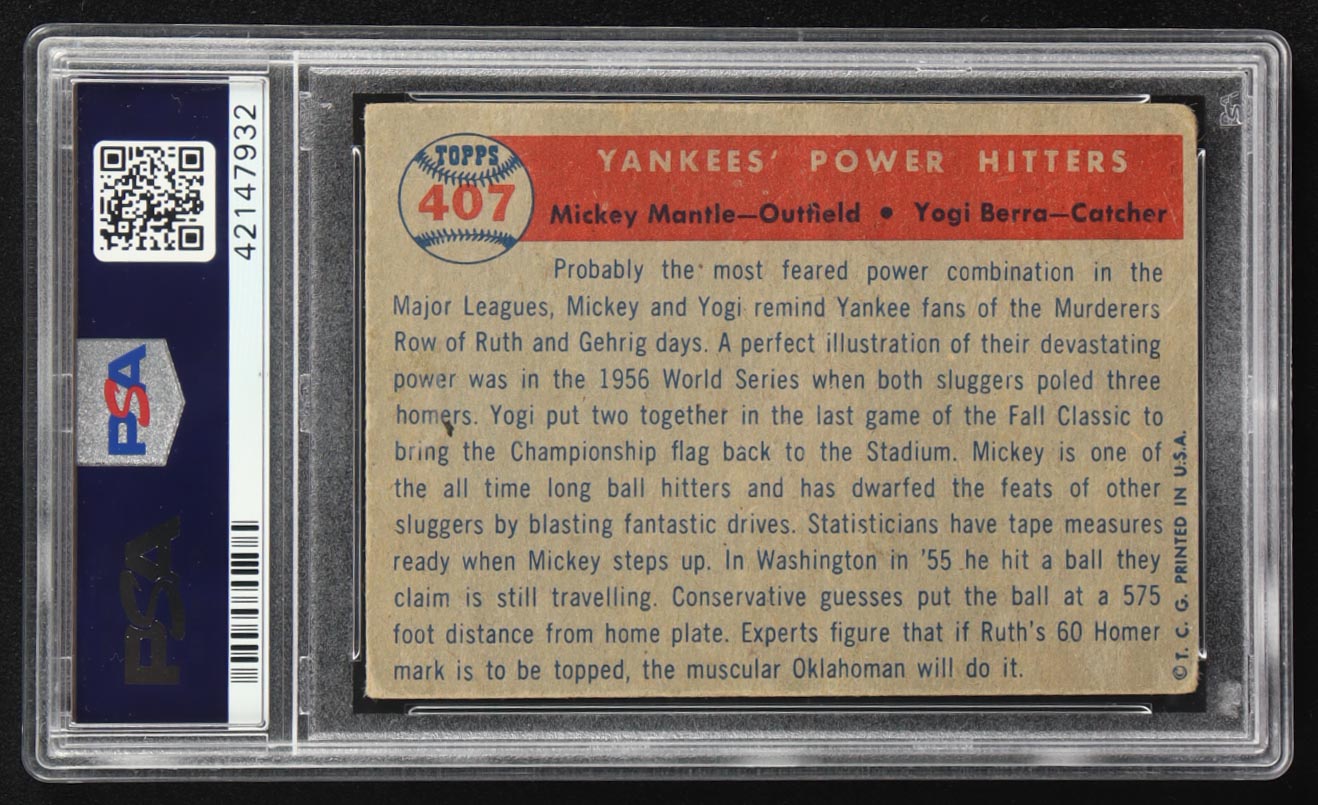 42147932
PSA
PSA
TOPPS
407
YANKEES' POWER HITTERS
Mickey Mantle—Outfield • Yogi Berra—Catcher
Probably the most feared power combination in the
Major Leagues, Mickey and Yogi remind Yankee fans of the Murderers
Row of Ruth and Gehrig days. A perfect illustration of their devastating
power was in the 1956 World Series when both sluggers poled three
homers. Yogi put two together in the last game of the Fall Classic to
bring the Championship flag back to the Stadium. Mickey is one of
the all time long ball hitters and has dwarfed the feats of other
sluggers by blasting fantastic drives. Statisticians have tape measures
ready when Mickey steps up. In Washington in '55 he hit a ball they
claim is still travelling. Conservative guesses put the ball at a 575
foot distance from home plate. Experts figure that if Ruth's 60 Homer
mark is to be topped, the muscular Oklahoman will do it.
© T. C. G. PRINTED IN U.S.A.
PSA